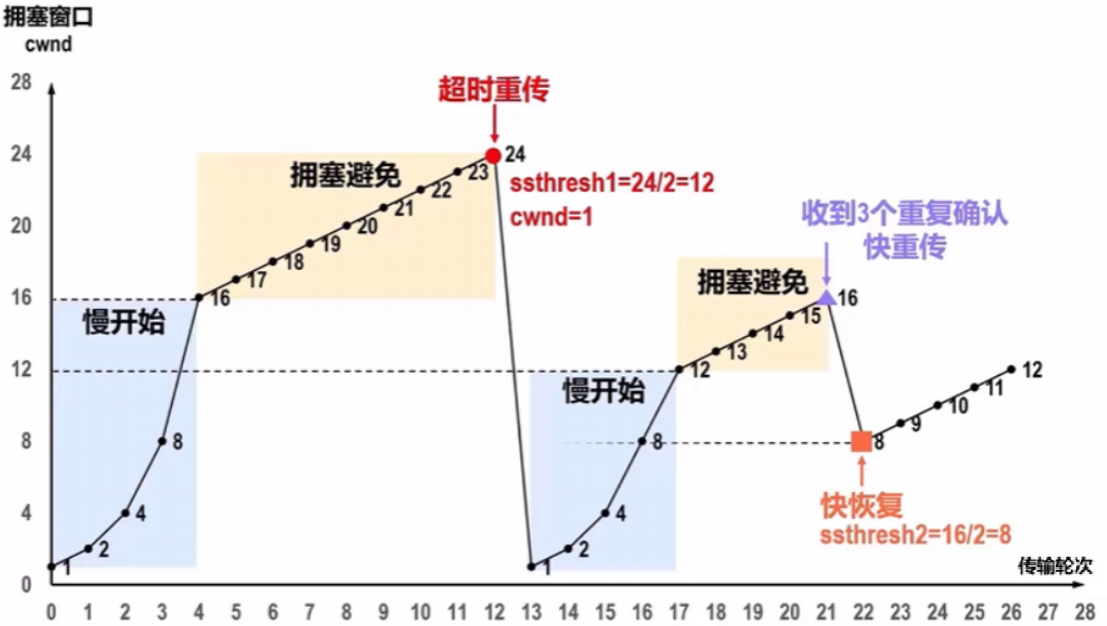 拥塞窗口
cwnd
28
超时重传
24
24
拥塞避免
23
22
21
20
19
18
17
ssthresh1=24/2=12
cwnd=1
20
收到3个重复确认
快重传
16
16
慢开始
拥塞避免
16
15
14
13
12
12
慢开始
12
11
10
9
8
8
8
8
快恢复
ssthresh2=16/2=8
4
4
4
2
2
1
1
传输轮次
0
0 1 2 3 4 5 6 7 8 9 10 11 12 13 14 15 16 17 18 19 20 21 22 23 24 25 26 27 28